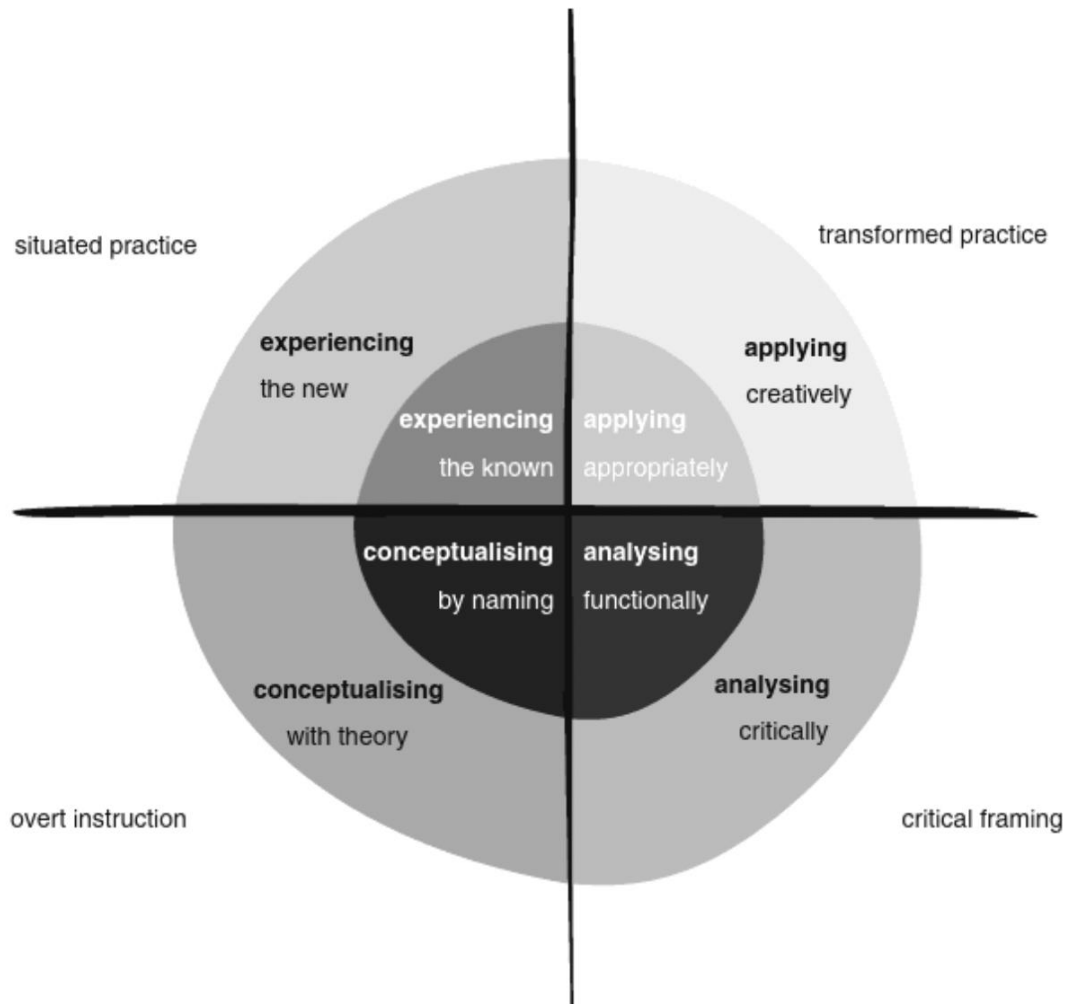 situated practice
transformed practice
experiencing
the new
applying
creatively
experiencing
the known
applying
appropriately
conceptualising
by naming
analysing
functionally
conceptualising
with theory
analysing
critically
overt instruction
critical framing